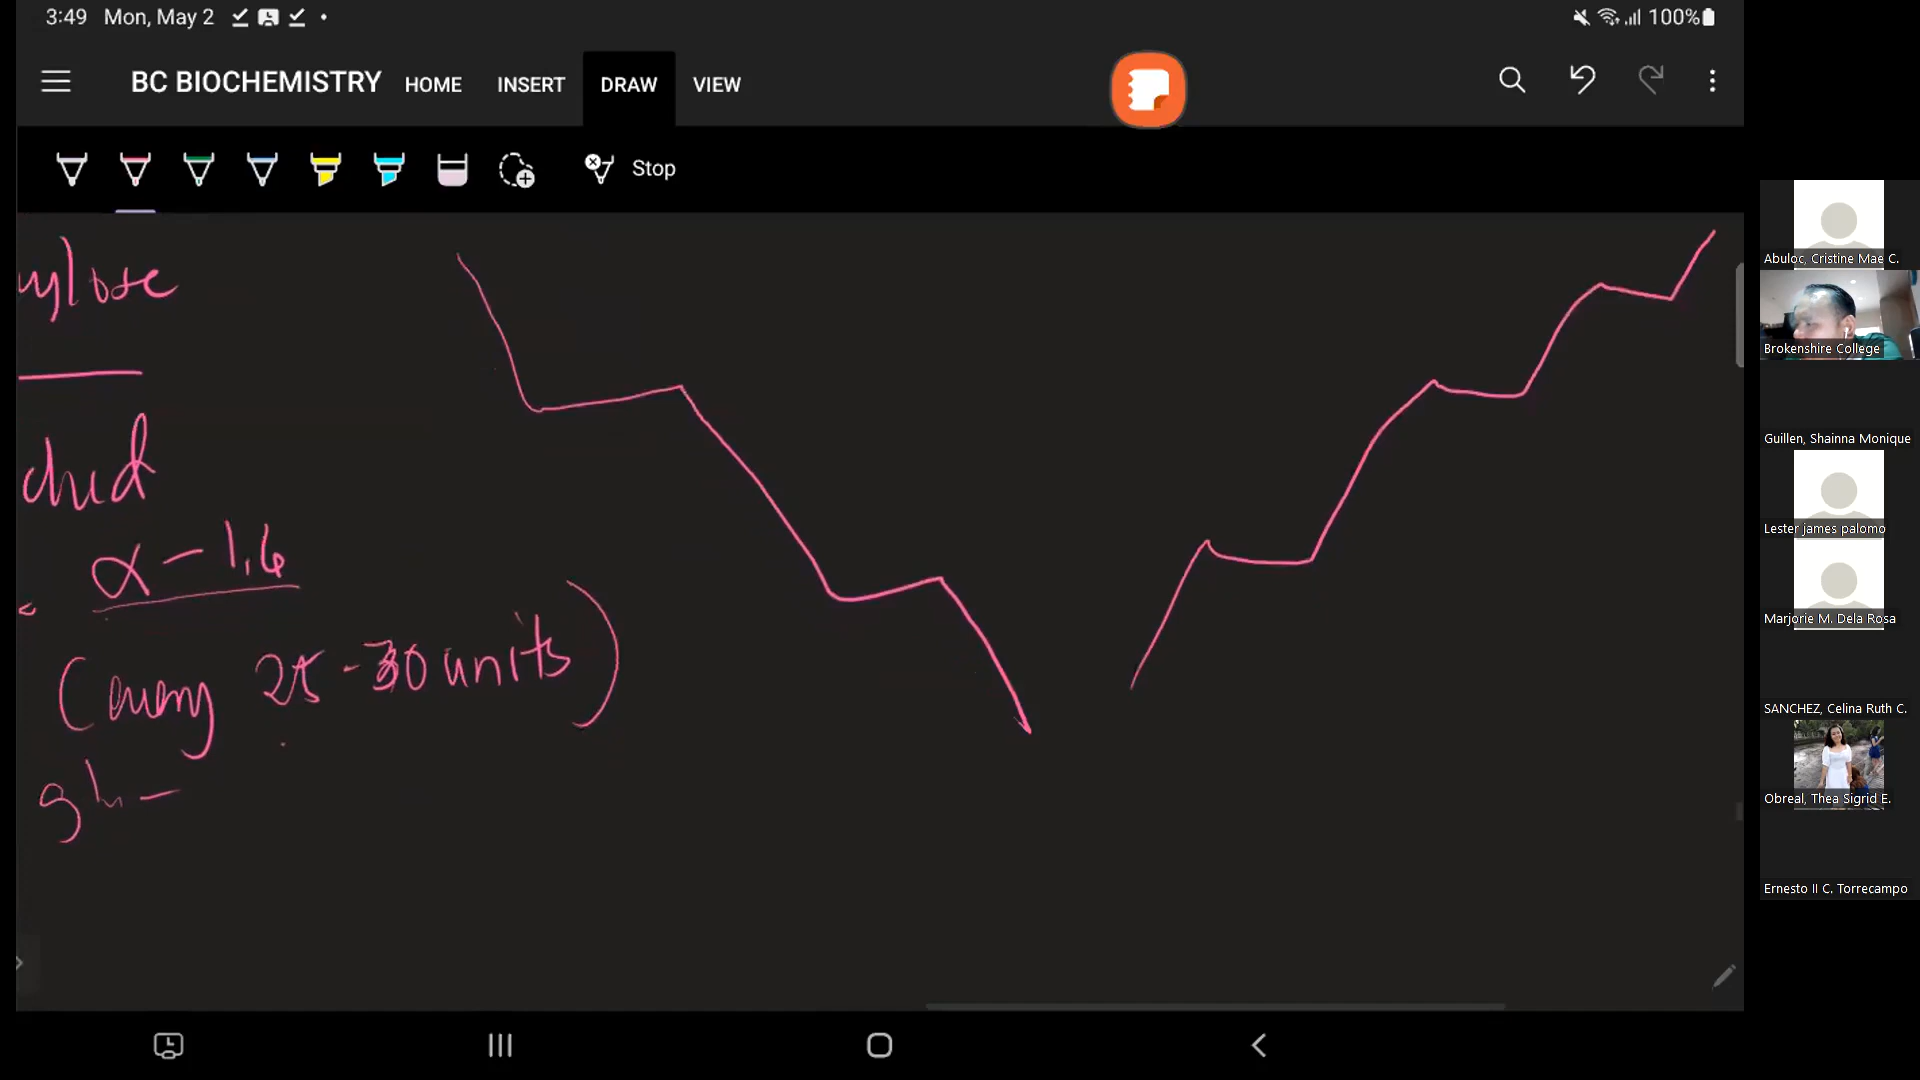 3:49 Mon, May 2 100%
BC BIOCHEMISTRY HOME INSERT DRAW VIEW
Stop
ylose
ched
α-1,6
(every 25-30 units)
Abuloc, Cristine Mae C.
Brokenshire College
Guillen, Shainna Monique
Lester james palomo
Marjorie M. Dela Rosa
SANCHEZ, Celina Ruth C.
Obreal, Thea Sigrid E.
Ernesto II C. Torrecampo